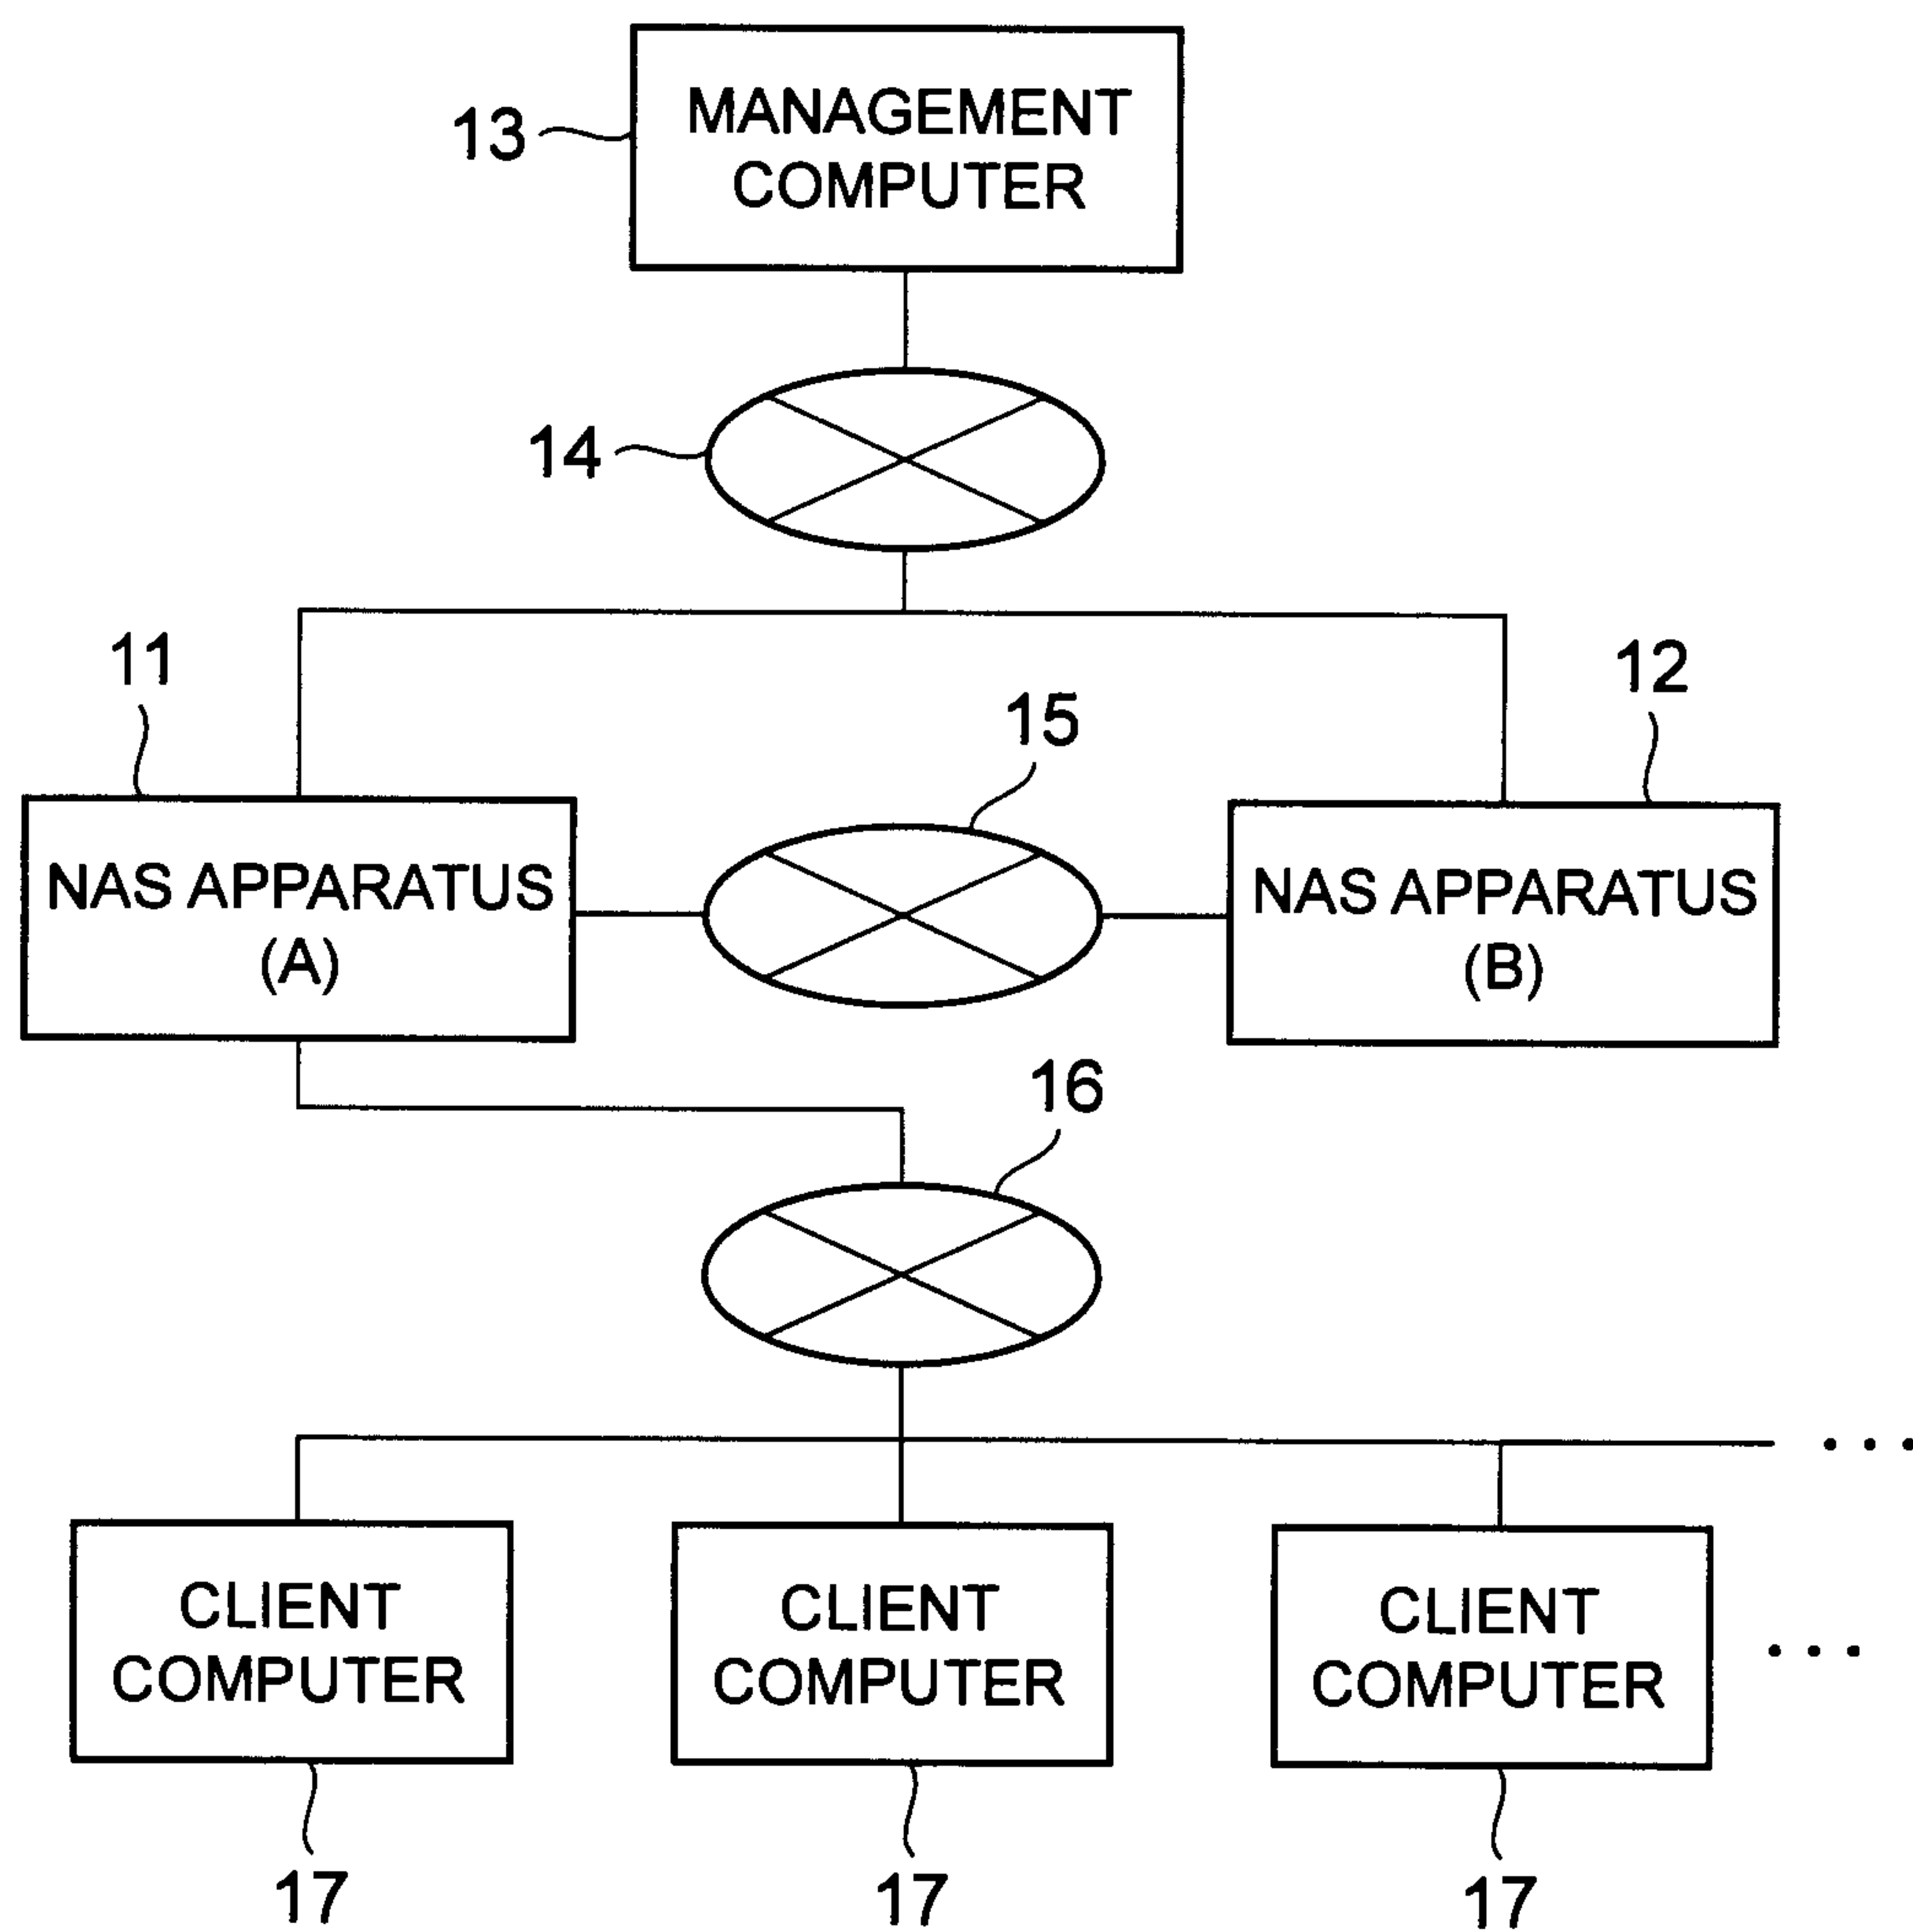 13
MANAGEMENT
COMPUTER
14
11
12
15
NAS APPARATUS
(A)
NAS APPARATUS
(B)
16
CLIENT
COMPUTER
CLIENT
COMPUTER
CLIENT
COMPUTER
17
17
17